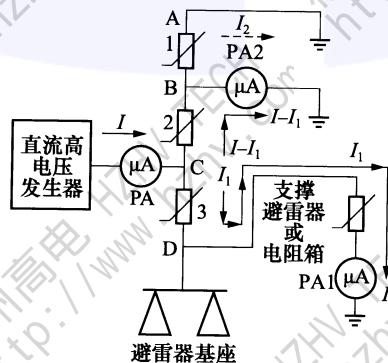 A
I₂
1
PA2
B
μA
直流高
电压
发生器
I
2
I–I₁
μA
PA
C
I–I₁
I₁
I₁
3
支撑
避雷器
或
电阻箱
D
PA1
μA
避雷器基座